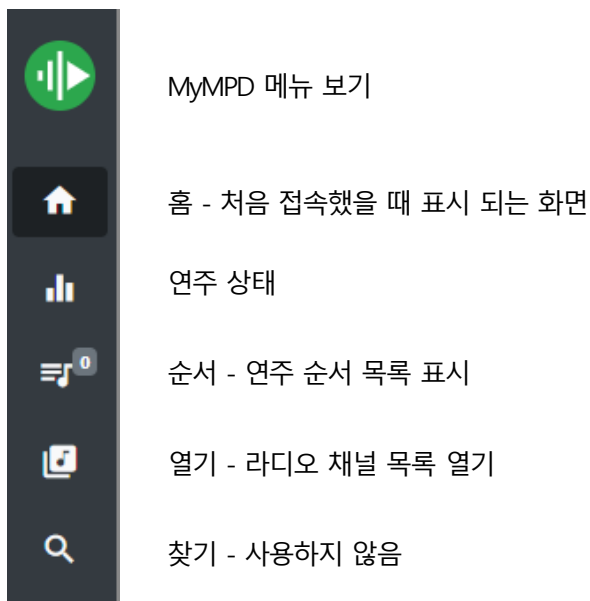 MyMPD 메뉴 보기
홈 - 처음 접속했을 때 표시 되는 화면
연주 상태
0
순서 - 연주 순서 목록 표시
열기 - 라디오 채널 목록 열기
찾기 - 사용하지 않음